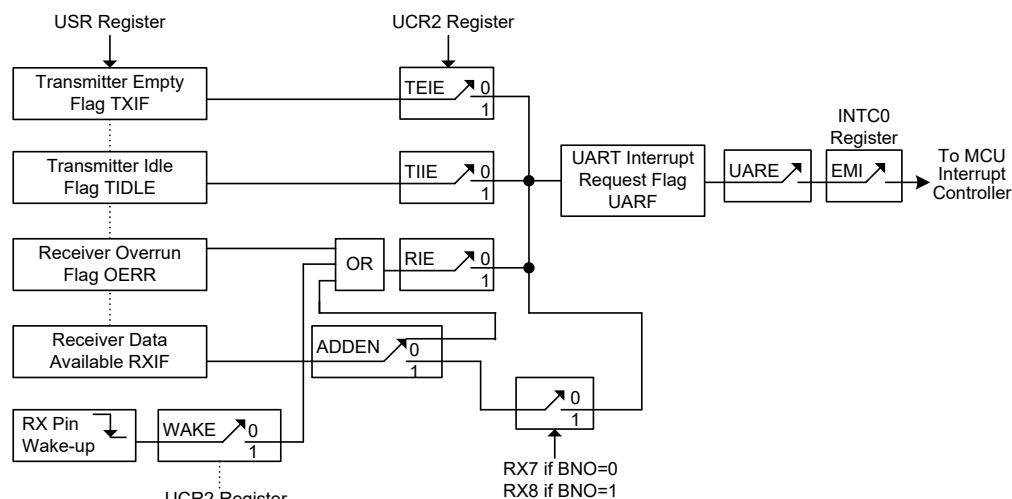 USR Register
UCR2 Register
Transmitter Empty
Flag TXIF
TEIE
0
1
INTC0
Register
Transmitter Idle
Flag TIDLE
TIIE
0
1
UART Interrupt
Request Flag
UARF
UARE
EMI
To MCU
Interrupt
Controller
Receiver Overrun
Flag OERR
OR
RIE
0
1
Receiver Data
Available RXIF
ADDEN
0
1
0
1
RX Pin
Wake-up
WAKE
0
1
RX7 if BNO=0
RX8 if BNO=1
UCR2 Register